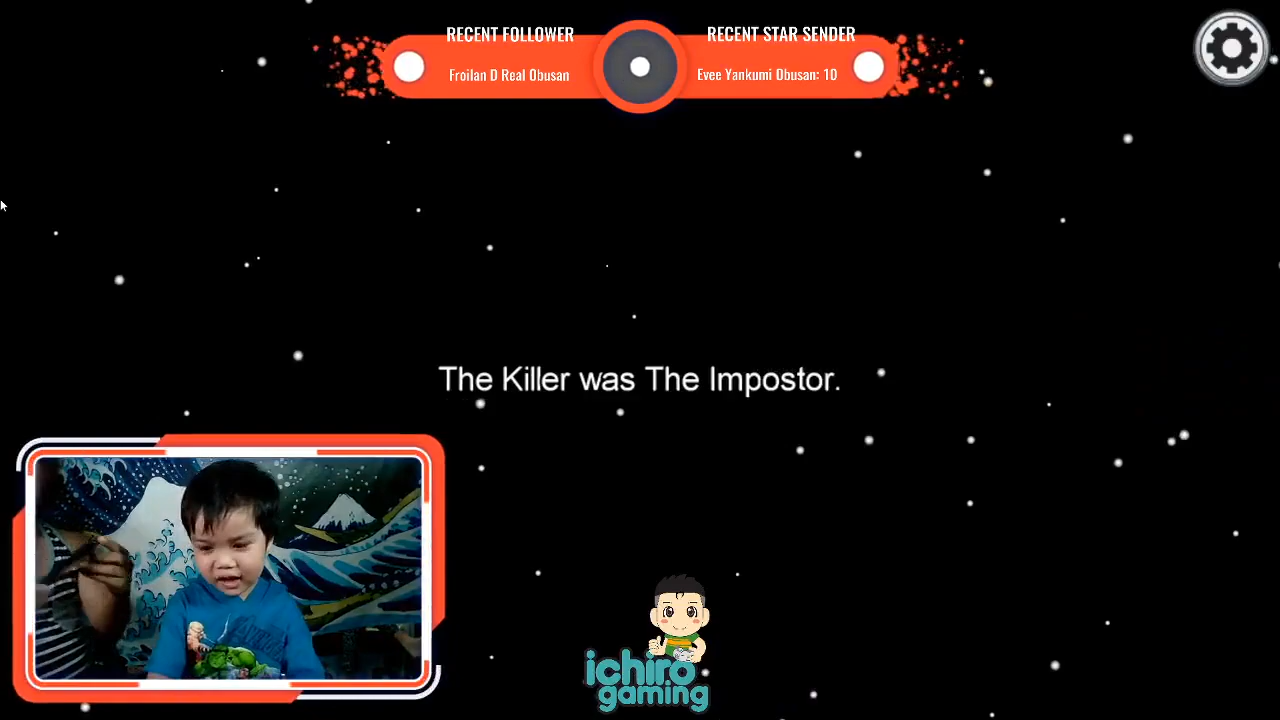 RECENT FOLLOWER
Froilan D Real Obusan
RECENT STAR SENDER
Evee Yankumi Obusan: 10
The Killer was The Impostor.
ichiro
gaming